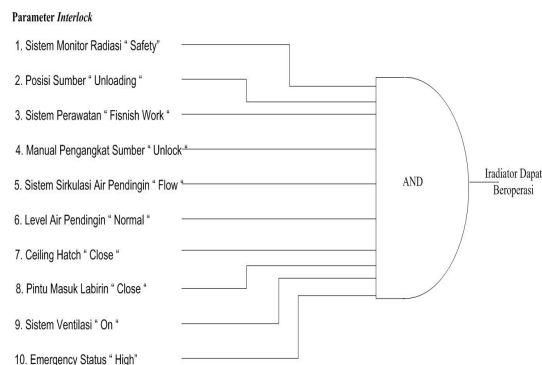 Parameter Interlock
1. Sistem Monitor Radiasi “ Safety”
2. Posisi Sumber “ Unloading “
3. Sistem Perawatan “ Fisnish Work “
4. Manual Pengangkat Sumber “ Unlock “
5. Sistem Sirkulasi Air Pendingin “ Flow “
6. Level Air Pendingin “ Normal “
7. Ceiling Hatch “ Close “
8. Pintu Masuk Labirin “ Close “
9. Sistem Ventilasi “ On “
10. Emergency Status “ High”
AND
Iradiator Dapat
Beroperasi